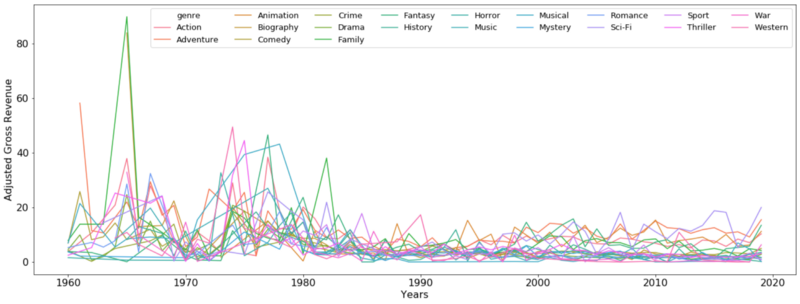 genre Animation Crime Fantasy Horror Musical Romance Sport War
Action Biography Drama History Music Mystery Sci-Fi Thriller Western
Adventure Comedy Family
80
60
40
20
0
Adjusted Gross Revenue
1960 1970 1980 1990 2000 2010 2020
Years